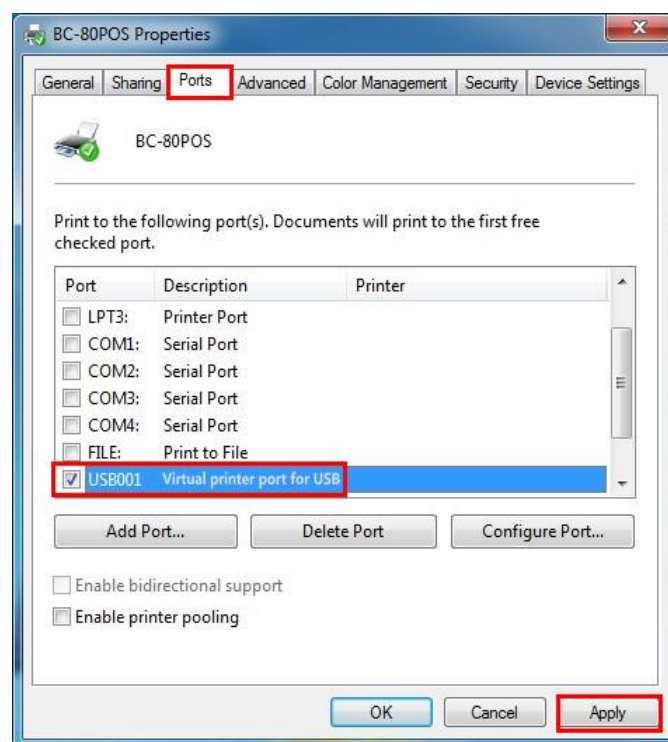 BC-80POS Properties
General Sharing Ports Advanced Color Management Security Device Settings
BC-80POS
Print to the following port(s). Documents will print to the first free
checked port.
Port Description Printer
LPT3: Printer Port
COM1: Serial Port
COM2: Serial Port
COM3: Serial Port
COM4: Serial Port
FILE: Print to File
USB001 Virtual printer port for USB
Add Port... Delete Port Configure Port...
Enable bidirectional support
Enable printer pooling
OK Cancel Apply